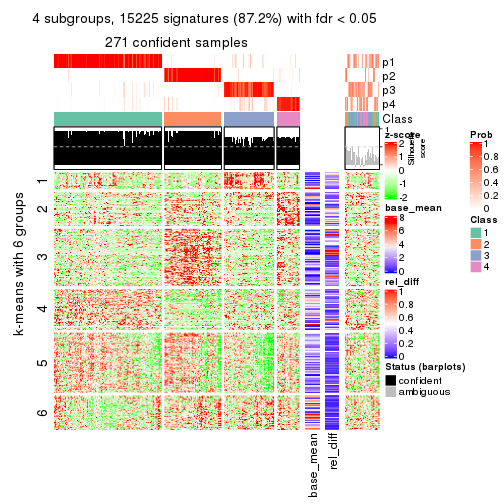 4 subgroups, 15225 signatures (87.2%) with fdr < 0.05
271 confident samples
p1
p2
p3
p4
Class
1
Silhouette
score
k-means with 6 groups
1
2
3
4
5
6
base_mean
rel_diff
z-score
2
1
0
-1
-2
base_mean
8
6
4
2
0
rel_diff
1
0.8
0.6
0.4
0.2
0
Status (barplots)
confident
ambiguous
Prob
1
0.8
0.6
0.4
0.2
0
Class
1
2
3
4